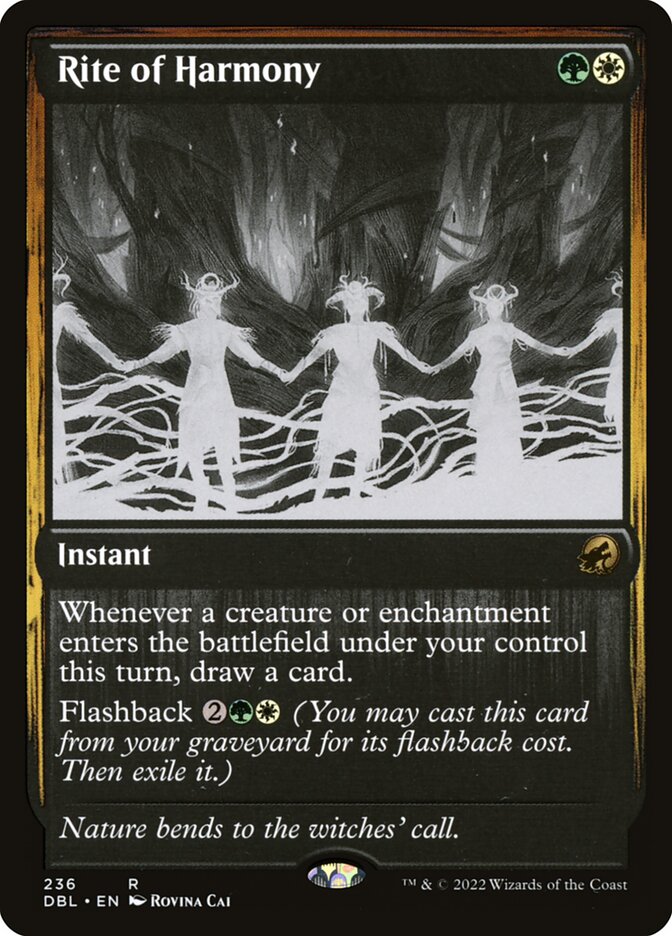 Rite of Harmony
Instant
Whenever a creature or enchantment
enters the battlefield under your control
this turn, draw a card.
Flashback 2 (You may cast this card
from your graveyard for its flashback cost.
Then exile it.)
Nature bends to the witches’ call.
236 R
DBL • EN Rovina Cai
™ & © 2022 Wizards of the Coast